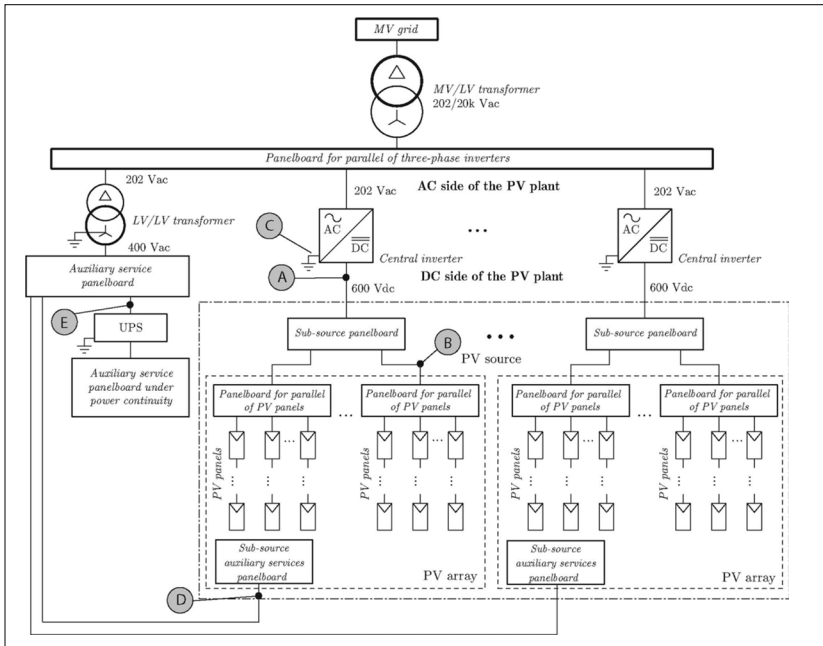 MV grid
MV/LV transformer
202/20k Vac
Panelboard for parallel of three-phase inverters
202 Vac
202 Vac
AC side of the PV plant
202 Vac
LV/LV transformer
C
AC
DC
...
AC
DC
400 Vac
Central inverter
Central inverter
Auxiliary service
panelboard
A
DC side of the PV plant
600 Vdc
600 Vdc
E
UPS
Sub-source panelboard
...
B
PV source
Sub-source panelboard
Auxiliary service
panelboard under
power continuity
Panelboard for parallel
of PV panels
...
Panelboard for parallel
of PV panels
Panelboard for parallel
of PV panels
...
Panelboard for parallel
of PV panels
PV panels
PV panels
PV panels
PV panels
Sub-source
auxiliary services
panelboard
PV array
Sub-source
auxiliary services
panelboard
PV array
D